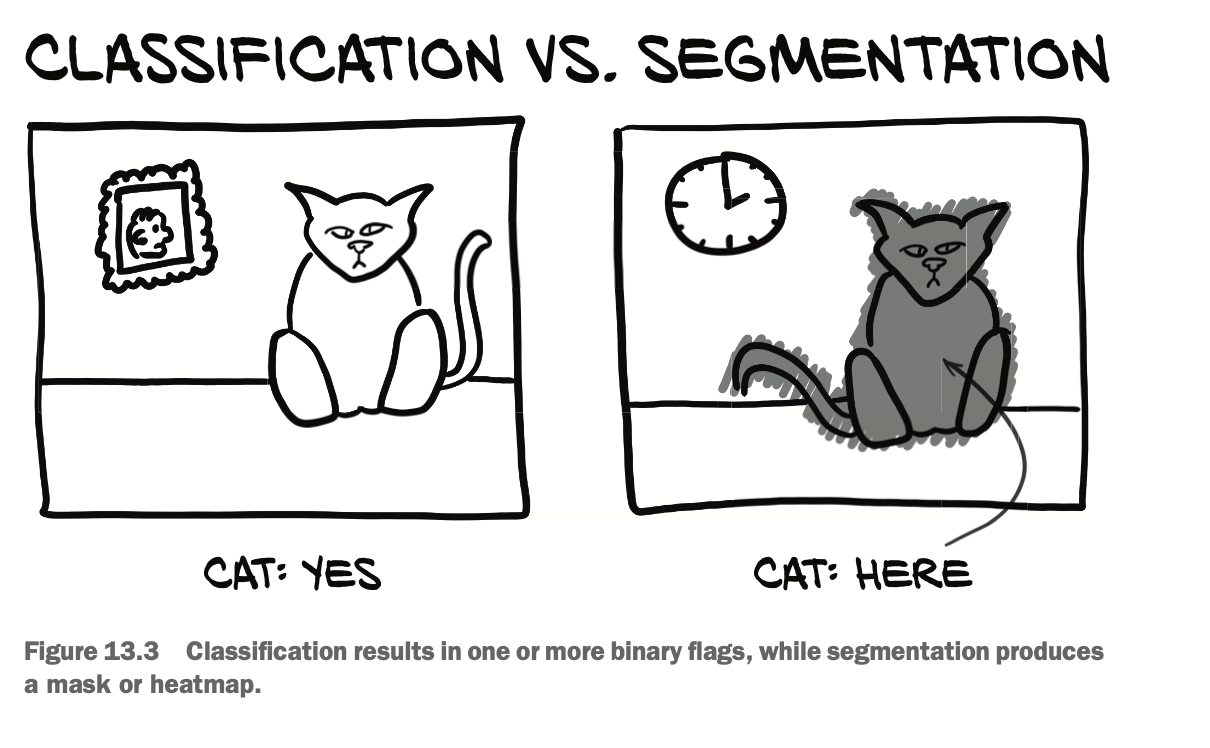 CLASSIFICATION VS. SEGMENTATION
CAT: YES
CAT: HERE
Figure 13.3 Classification results in one or more binary flags, while segmentation produces
a mask or heatmap.